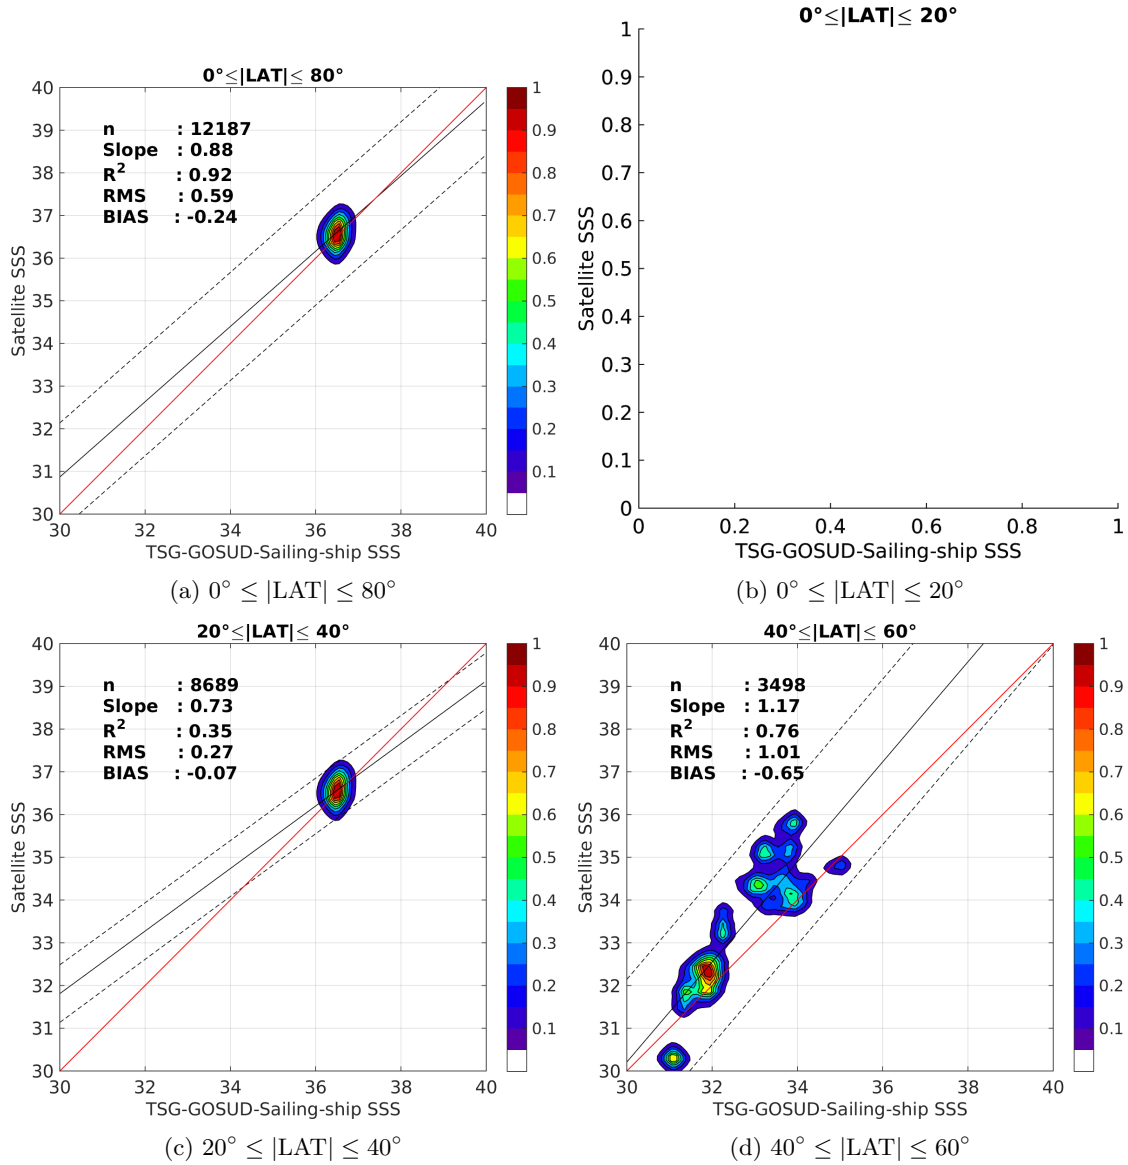 0°≤|LAT|≤ 80°
40
39
38
37
36
35
34
33
32
31
30
Satellite SSS
n : 12187
Slope : 0.88
R² : 0.92
RMS : 0.59
BIAS : -0.24
30 32 34 36 38 40
TSG-GOSUD-Sailing-ship SSS
1
0.9
0.8
0.7
0.6
0.5
0.4
0.3
0.2
0.1
(a) 0° ≤ |LAT| ≤ 80°
0°≤|LAT|≤ 20°
1
0.9
0.8
0.7
0.6
0.5
0.4
0.3
0.2
0.1
0
Satellite SSS
0 0.2 0.4 0.6 0.8 1
TSG-GOSUD-Sailing-ship SSS
(b) 0° ≤ |LAT| ≤ 20°
20°≤|LAT|≤ 40°
40
39
38
37
36
35
34
33
32
31
30
Satellite SSS
n : 8689
Slope : 0.73
R² : 0.35
RMS : 0.27
BIAS : -0.07
30 32 34 36 38 40
TSG-GOSUD-Sailing-ship SSS
1
0.9
0.8
0.7
0.6
0.5
0.4
0.3
0.2
0.1
(c) 20° ≤ |LAT| ≤ 40°
40°≤|LAT|≤ 60°
40
39
38
37
36
35
34
33
32
31
30
Satellite SSS
n : 3498
Slope : 1.17
R² : 0.76
RMS : 1.01
BIAS : -0.65
30 32 34 36 38 40
TSG-GOSUD-Sailing-ship SSS
1
0.9
0.8
0.7
0.6
0.5
0.4
0.3
0.2
0.1
(d) 40° ≤ |LAT| ≤ 60°